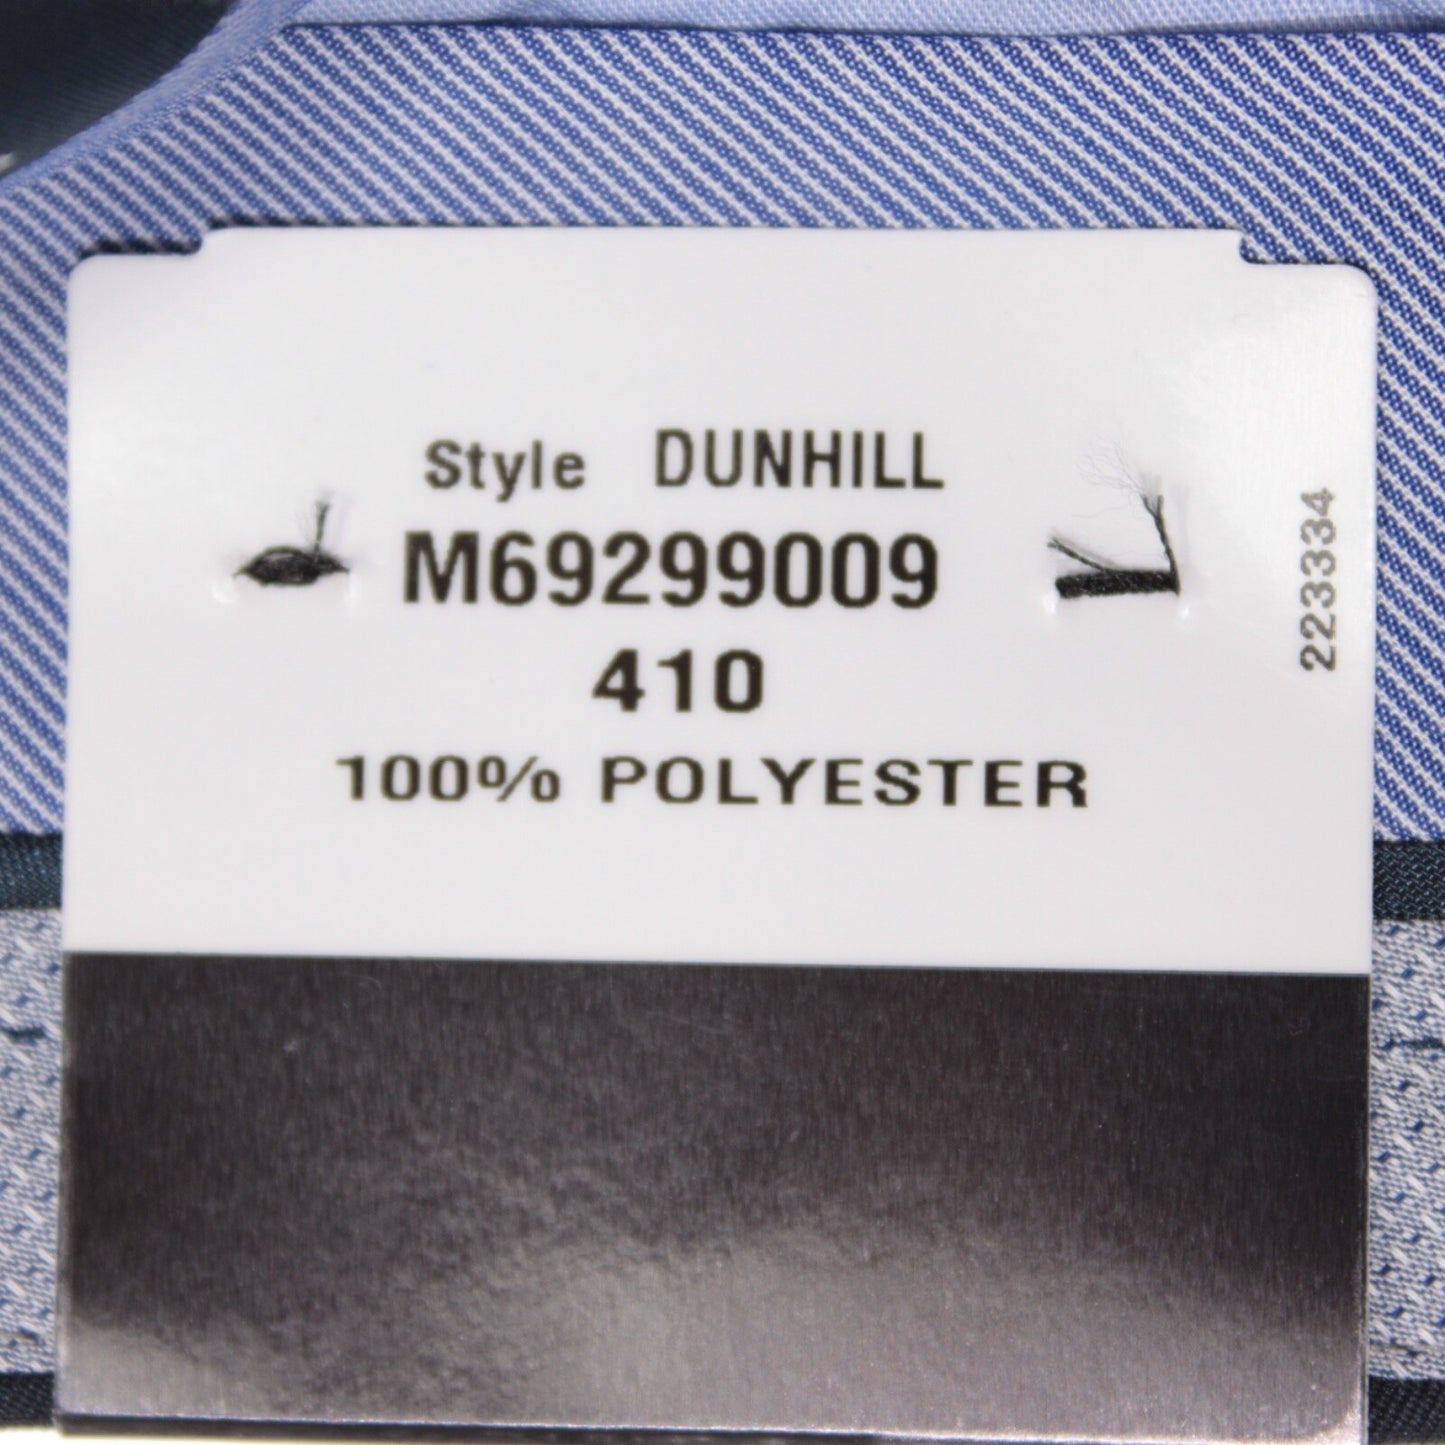 Style DUNHILL
M69299009
410
100% POLYESTER
223334